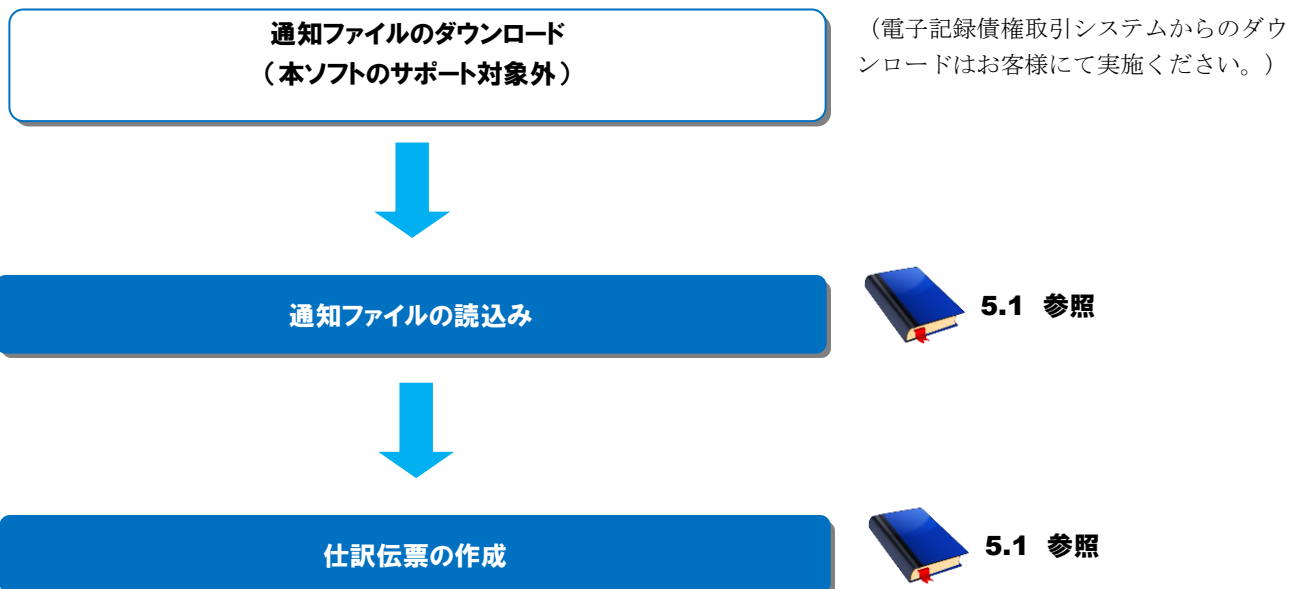 通知ファイルのダウンロード
（本ソフトのサポート対象外）
（電子記録債権取引システムからのダウ
ンロードはお客様にて実施ください。）
通知ファイルの読込み
5.1 参照
仕訳伝票の作成
5.1 参照